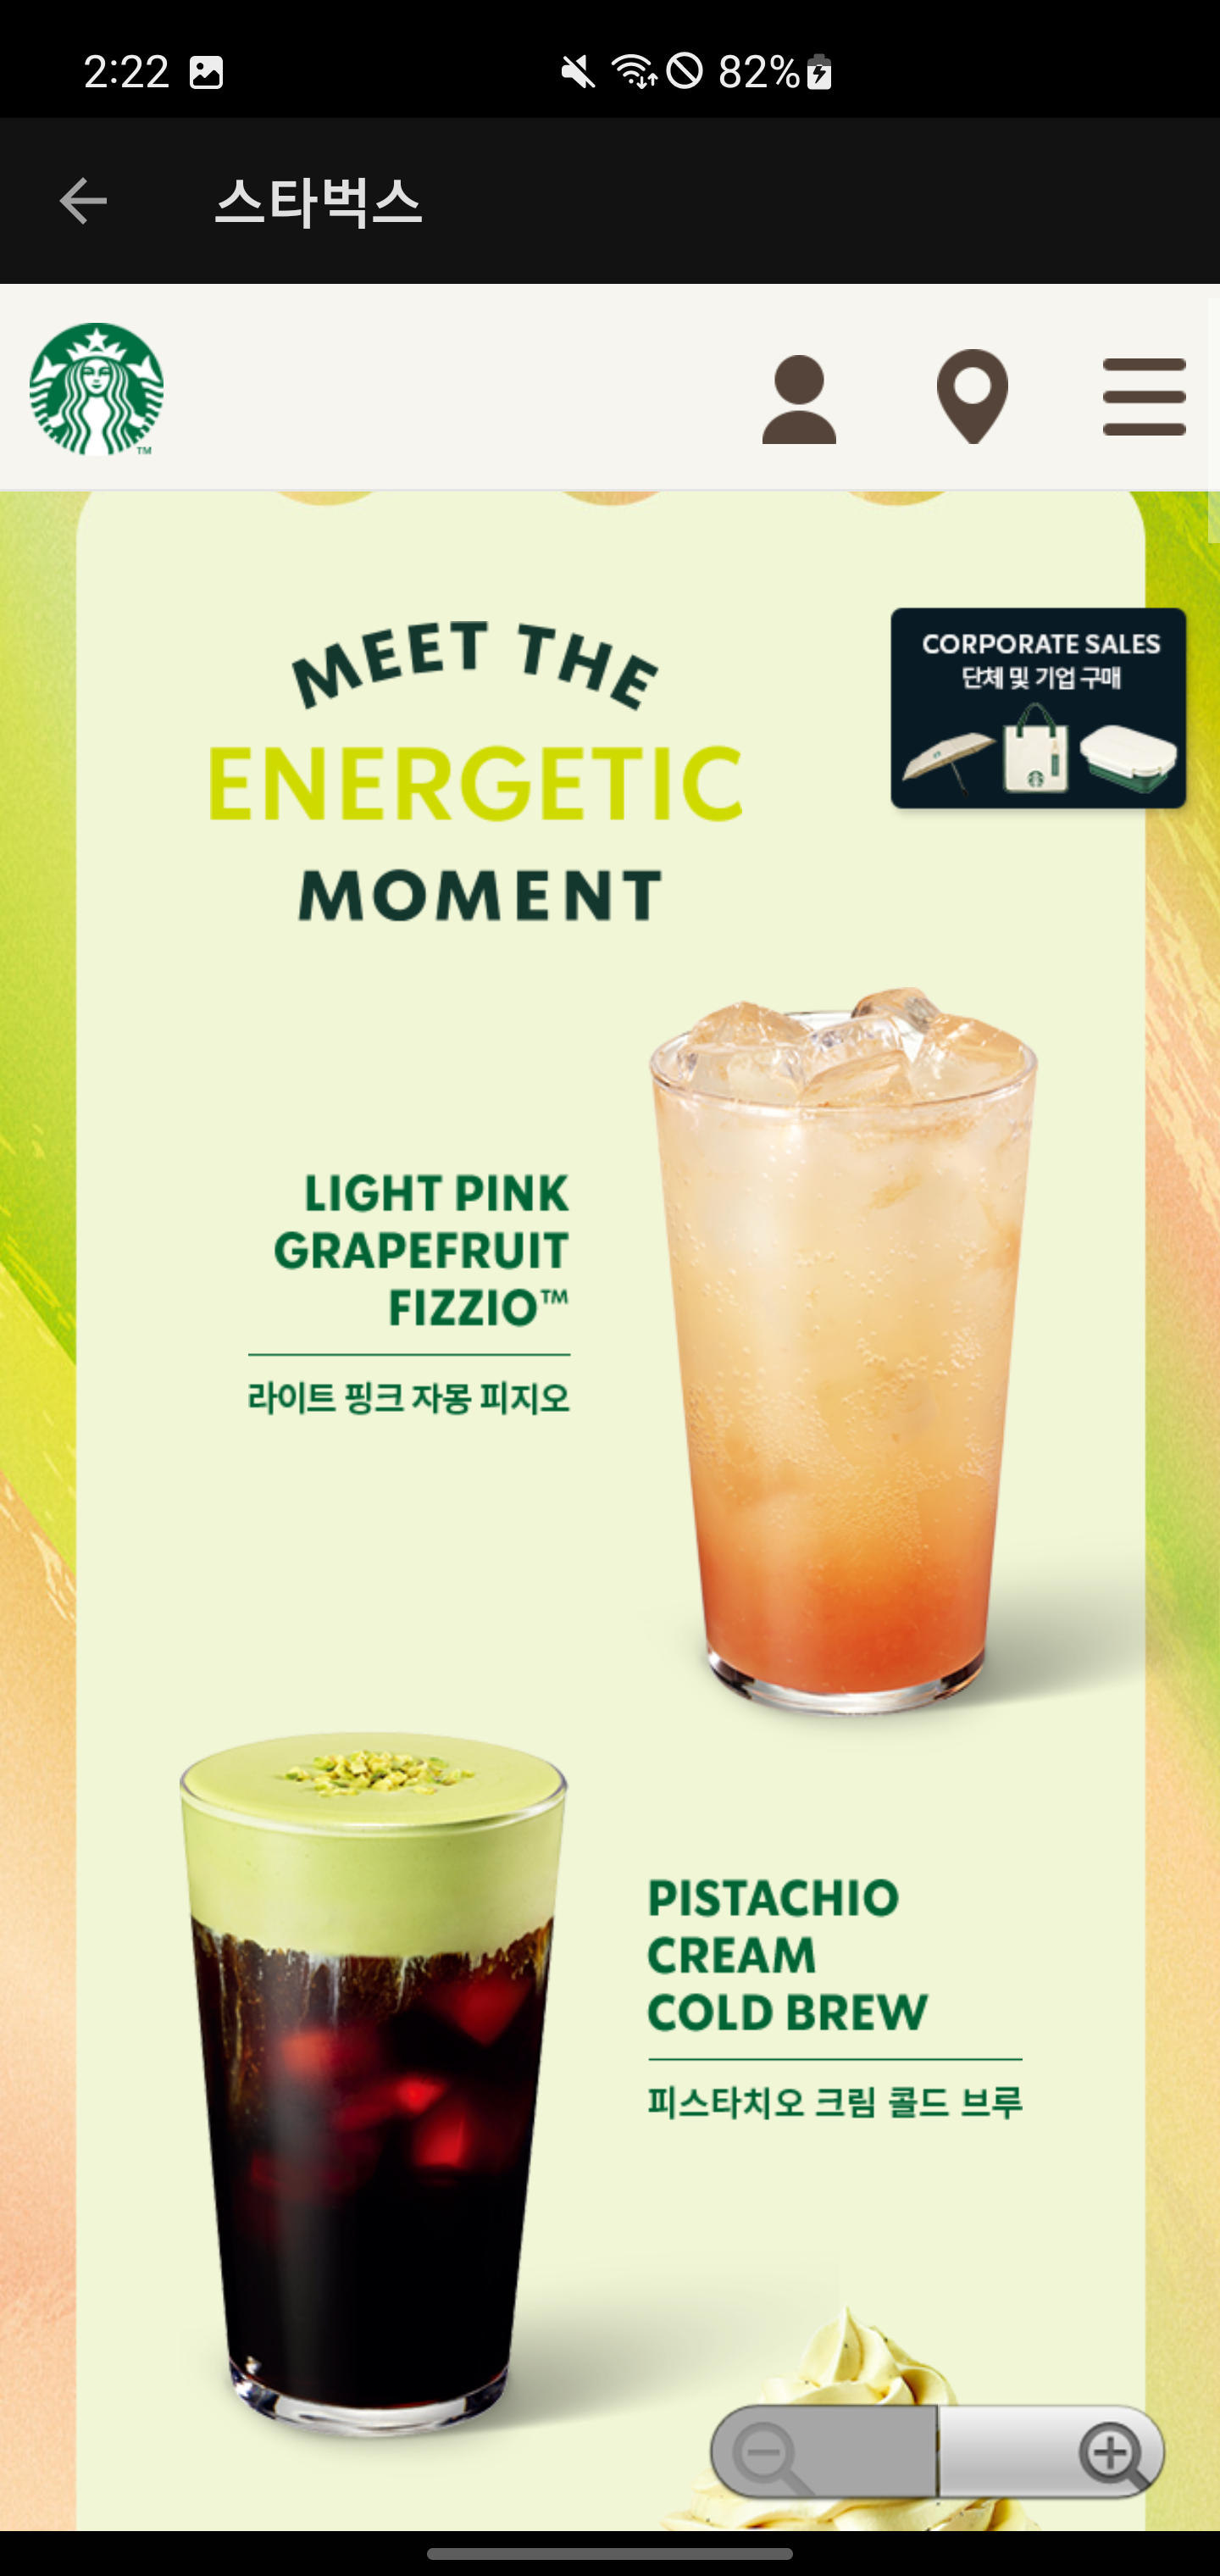 2:22
82%
스타벅스
TM
MEET THE
ENERGETIC
MOMENT
CORPORATE SALES
단체 및 기업 구매
LIGHT PINK
GRAPEFRUIT
FIZZIO™
라이트 핑크 자몽 피지오
PISTACHIO
CREAM
COLD BREW
피스타치오 크림 콜드 브루